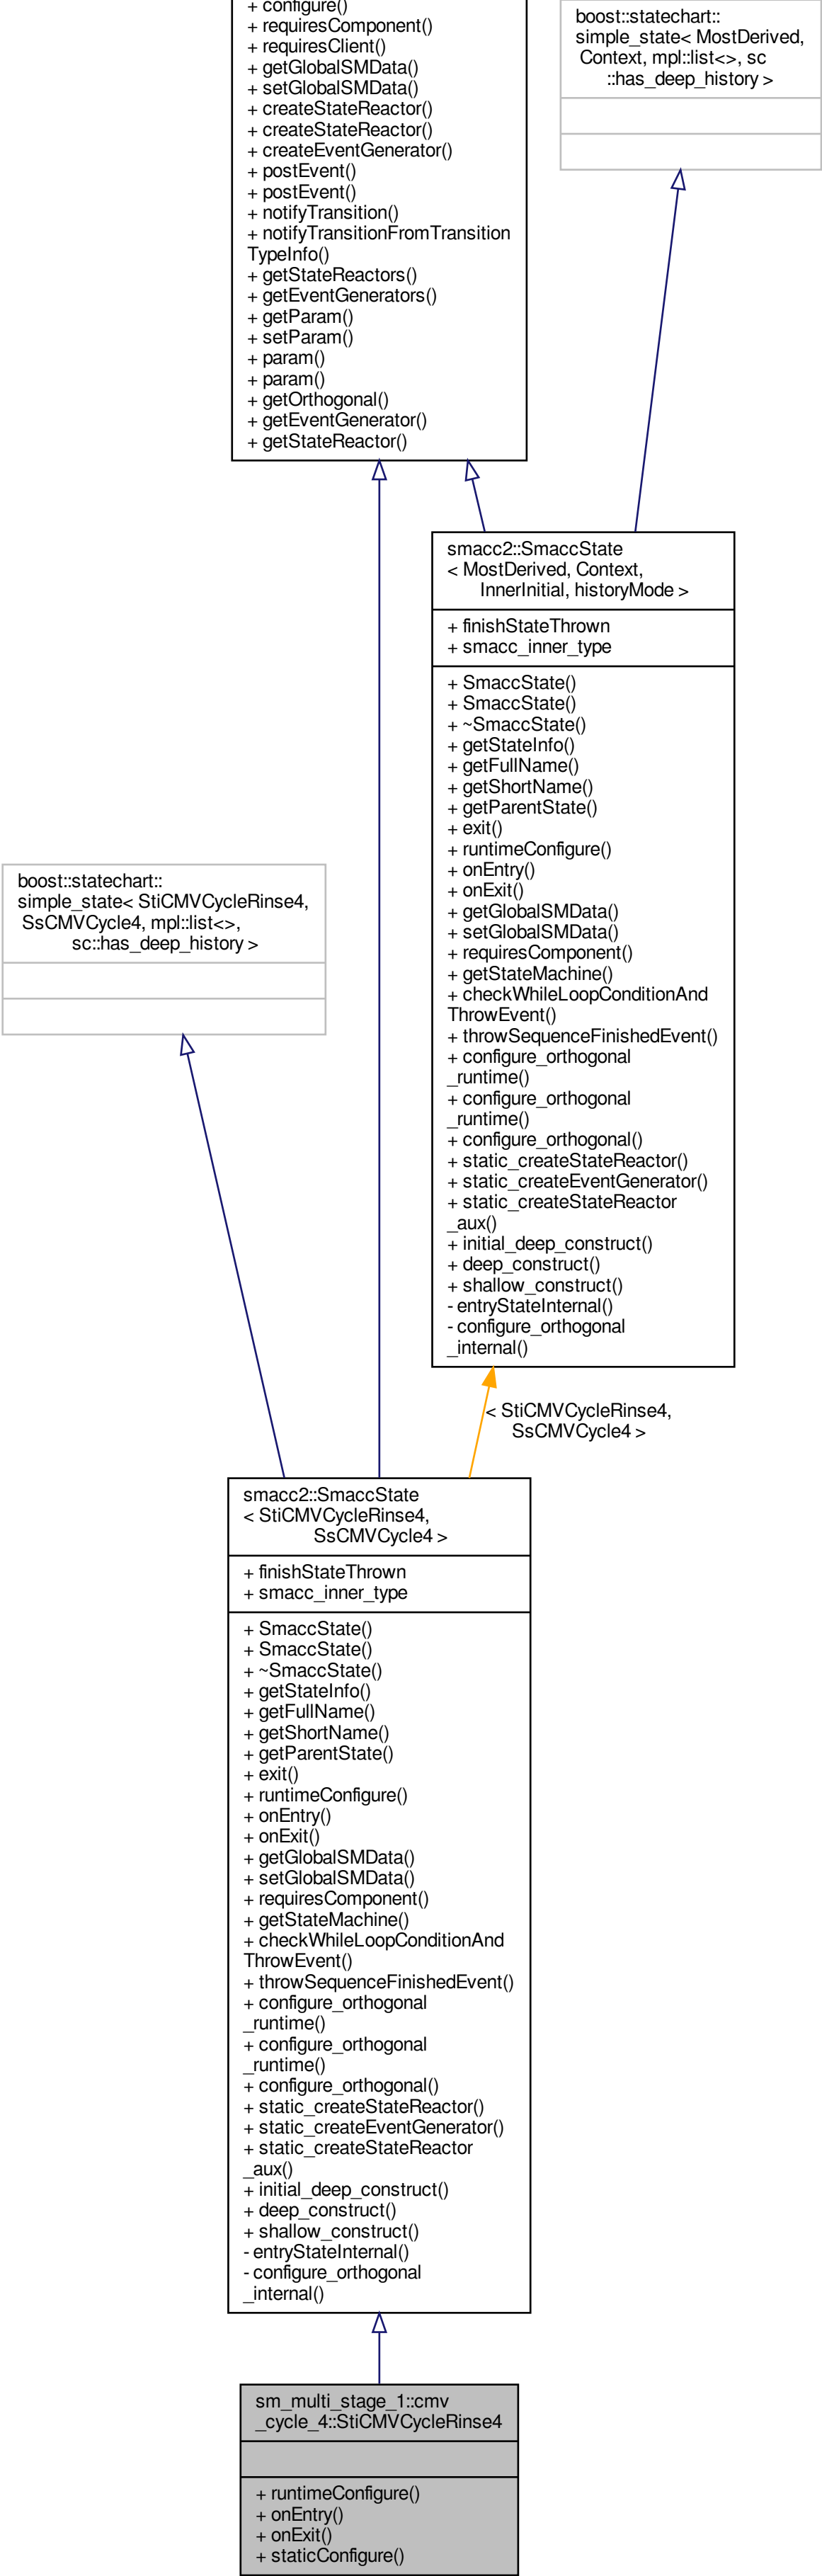 + configure()
+ requiresComponent()
+ requiresClient()
+ getGlobalSMData()
+ setGlobalSMData()
+ createStateReactor()
+ createStateReactor()
+ createEventGenerator()
+ postEvent()
+ postEvent()
+ notifyTransition()
+ notifyTransitionFromTransition
TypeInfo()
+ getStateReactors()
+ getEventGenerators()
+ getParam()
+ setParam()
+ param()
+ param()
+ getOrthogonal()
+ getEventGenerator()
+ getStateReactor()
boost::statechart::
simple_state< MostDerived,
Context, mpl::list<>, sc
::has_deep_history >
smacc2::SmaccState
< MostDerived, Context,
InnerInitial, historyMode >
+ finishStateThrown
+ smacc_inner_type
+ SmaccState()
+ SmaccState()
+ ~SmaccState()
+ getStateInfo()
+ getFullName()
+ getShortName()
+ getParentState()
+ exit()
+ runtimeConfigure()
+ onEntry()
+ onExit()
+ getGlobalSMData()
+ setGlobalSMData()
+ requiresComponent()
+ getStateMachine()
+ checkWhileLoopConditionAnd
ThrowEvent()
+ throwSequenceFinishedEvent()
+ configure_orthogonal
_runtime()
+ configure_orthogonal
_runtime()
+ configure_orthogonal()
+ static_createStateReactor()
+ static_createEventGenerator()
+ static_createStateReactor
_aux()
+ initial_deep_construct()
+ deep_construct()
+ shallow_construct()
- entryStateInternal()
- configure_orthogonal
_internal()
boost::statechart::
simple_state< StiCMVCycleRinse4,
SsCMVCycle4, mpl::list<>,
sc::has_deep_history >
< StiCMVCycleRinse4,
SsCMVCycle4 >
smacc2::SmaccState
< StiCMVCycleRinse4,
SsCMVCycle4 >
+ finishStateThrown
+ smacc_inner_type
+ SmaccState()
+ SmaccState()
+ ~SmaccState()
+ getStateInfo()
+ getFullName()
+ getShortName()
+ getParentState()
+ exit()
+ runtimeConfigure()
+ onEntry()
+ onExit()
+ getGlobalSMData()
+ setGlobalSMData()
+ requiresComponent()
+ getStateMachine()
+ checkWhileLoopConditionAnd
ThrowEvent()
+ throwSequenceFinishedEvent()
+ configure_orthogonal
_runtime()
+ configure_orthogonal
_runtime()
+ configure_orthogonal()
+ static_createStateReactor()
+ static_createEventGenerator()
+ static_createStateReactor
_aux()
+ initial_deep_construct()
+ deep_construct()
+ shallow_construct()
- entryStateInternal()
- configure_orthogonal
_internal()
sm_multi_stage_1::cmv
_cycle_4::StiCMVCycleRinse4
+ runtimeConfigure()
+ onEntry()
+ onExit()
+ staticConfigure()